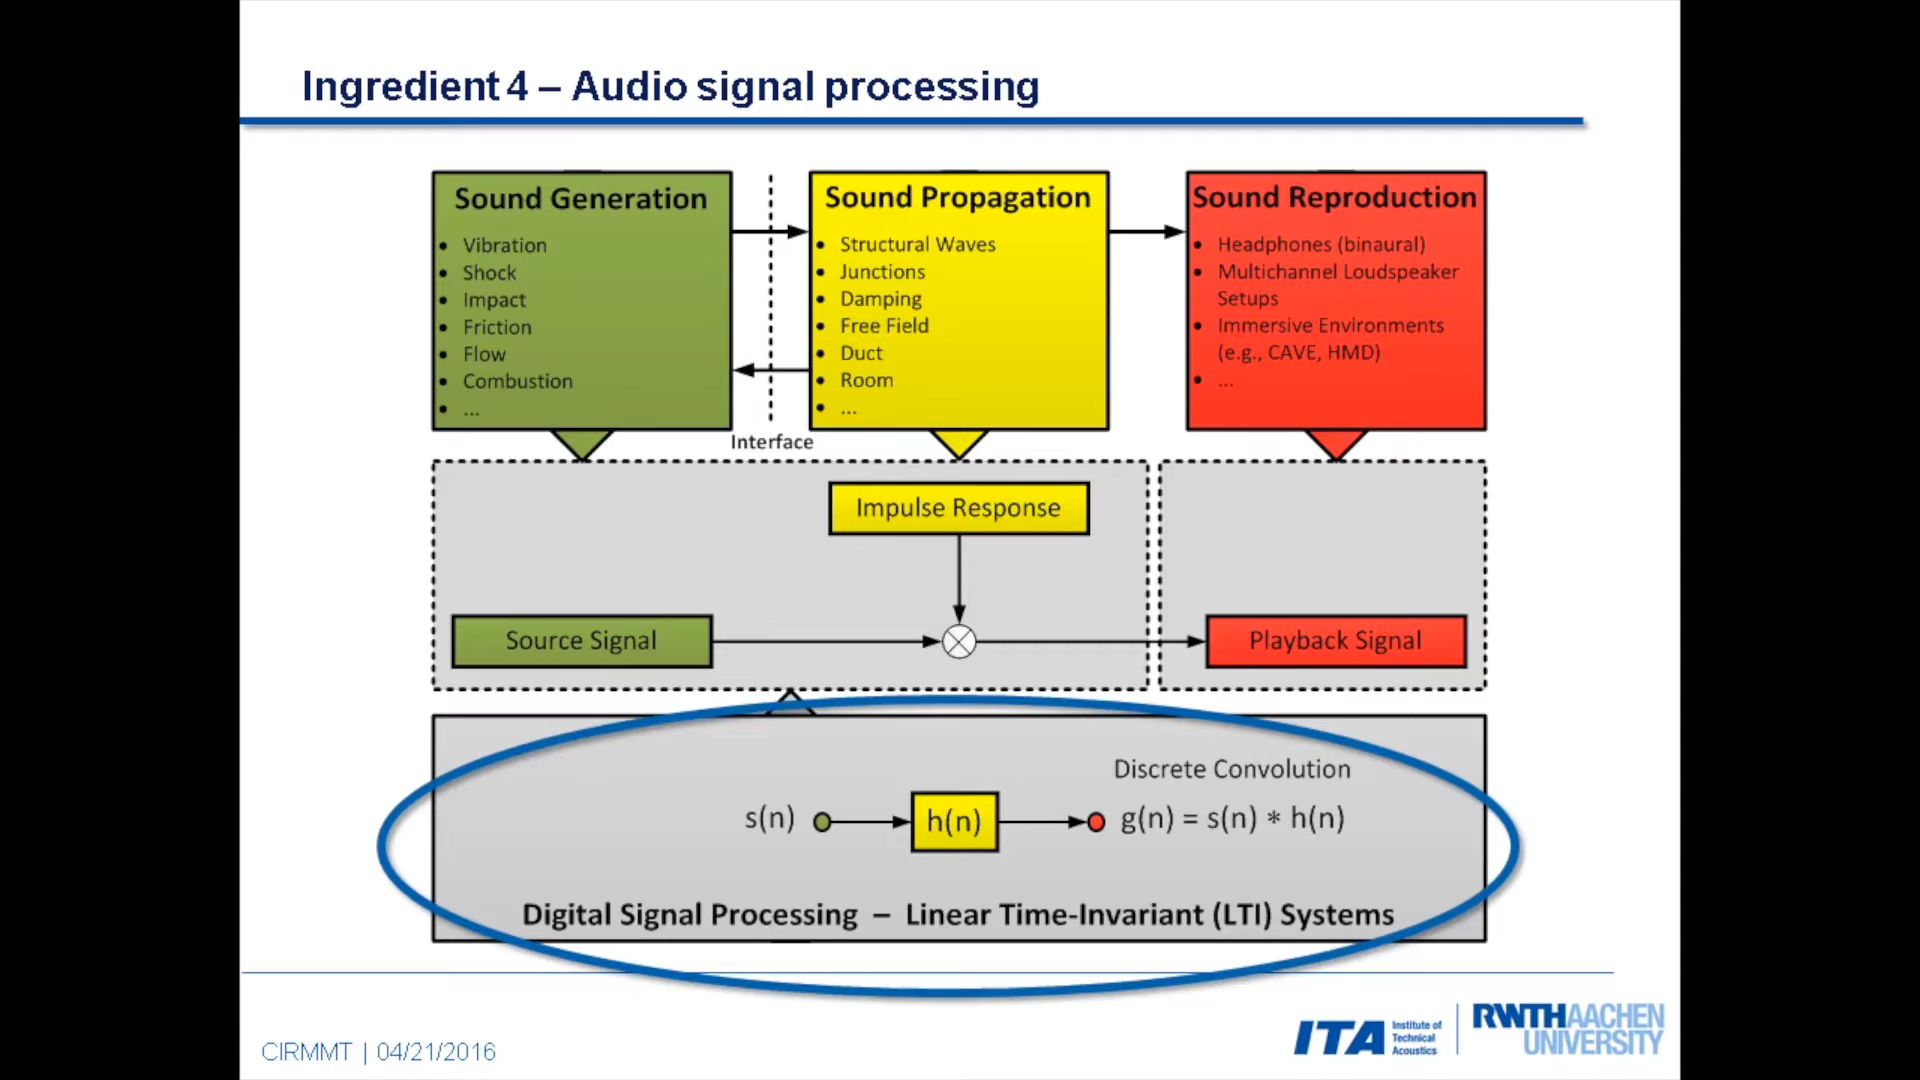 Ingredient 4 – Audio signal processing
Sound Generation
• Vibration
• Shock
• Impact
• Friction
• Flow
• Combustion
• ...
Interface
Sound Propagation
• Structural Waves
• Junctions
• Damping
• Free Field
• Duct
• Room
• ...
Sound Reproduction
• Headphones (binaural)
• Multichannel Loudspeaker
Setups
• Immersive Environments
(e.g., CAVE, HMD)
• ...
Impulse Response
Source Signal
Playback Signal
Discrete Convolution
s(n)
h(n)
g(n) = s(n) * h(n)
Digital Signal Processing – Linear Time-Invariant (LTI) Systems
CIRMMT | 04/21/2016
ITA
Institute of
Technical
Acoustics
RWTH AACHEN
UNIVERSITY